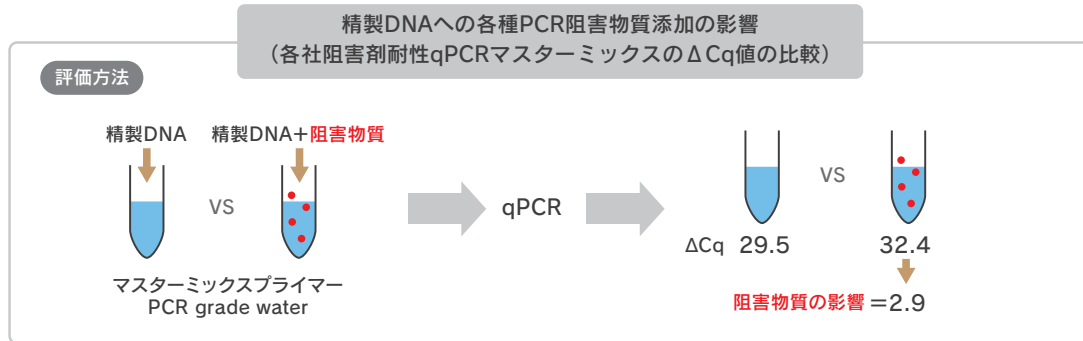 精製DNAへの各種PCR阻害物質添加の影響
（各社阻害剤耐性qPCRマスターミックスのΔCq値の比較）
評価方法
精製DNA
精製DNA+阻害物質
VS
マスターミックスプライマー
PCR grade water
qPCR
VS
ΔCq 29.5
32.4
阻害物質の影響=2.9